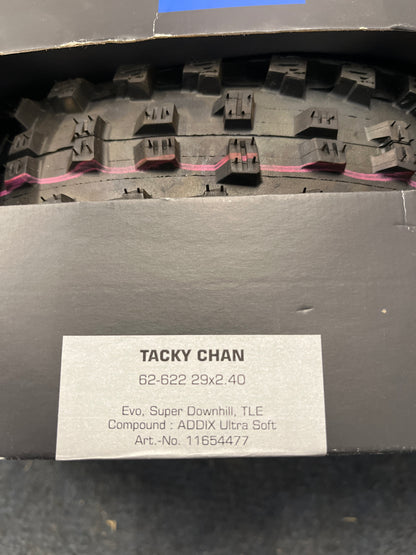 TACKY CHAN
62-622 29x2.40
Evo, Super Downhill, TLE
Compound : ADDIX Ultra Soft
Art.-No. 11654477